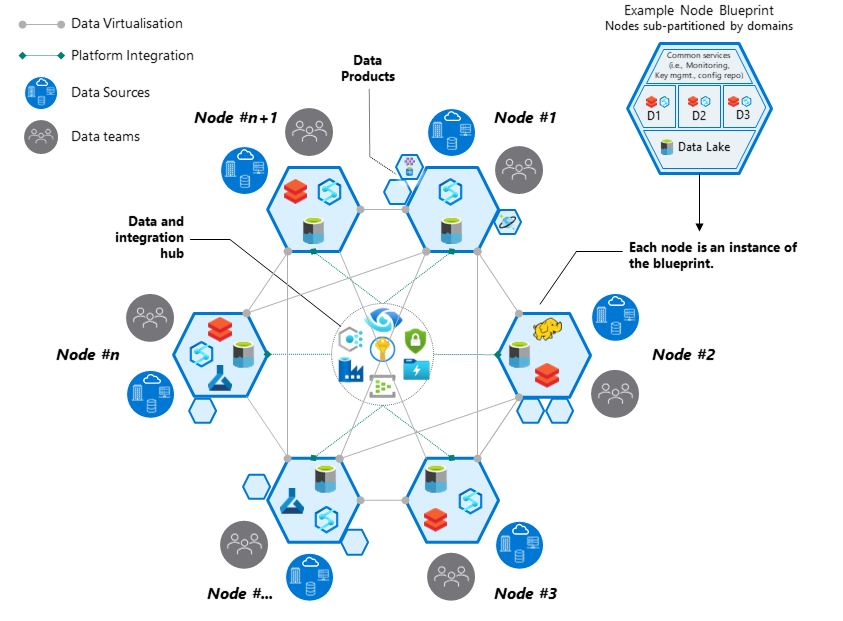 Data Virtualisation
Platform Integration
Data Sources
Data teams
Example Node Blueprint
Nodes sub-partitioned by domains
Common services
(i.e., Monitoring,
Key mgmt., config repo)
D1
D2
D3
Data Lake
Each node is an instance of
the blueprint.
Data
Products
Node #n+1
Node #1
Data and
integration
hub
Node #n
Node #2
Node #...
Node #3